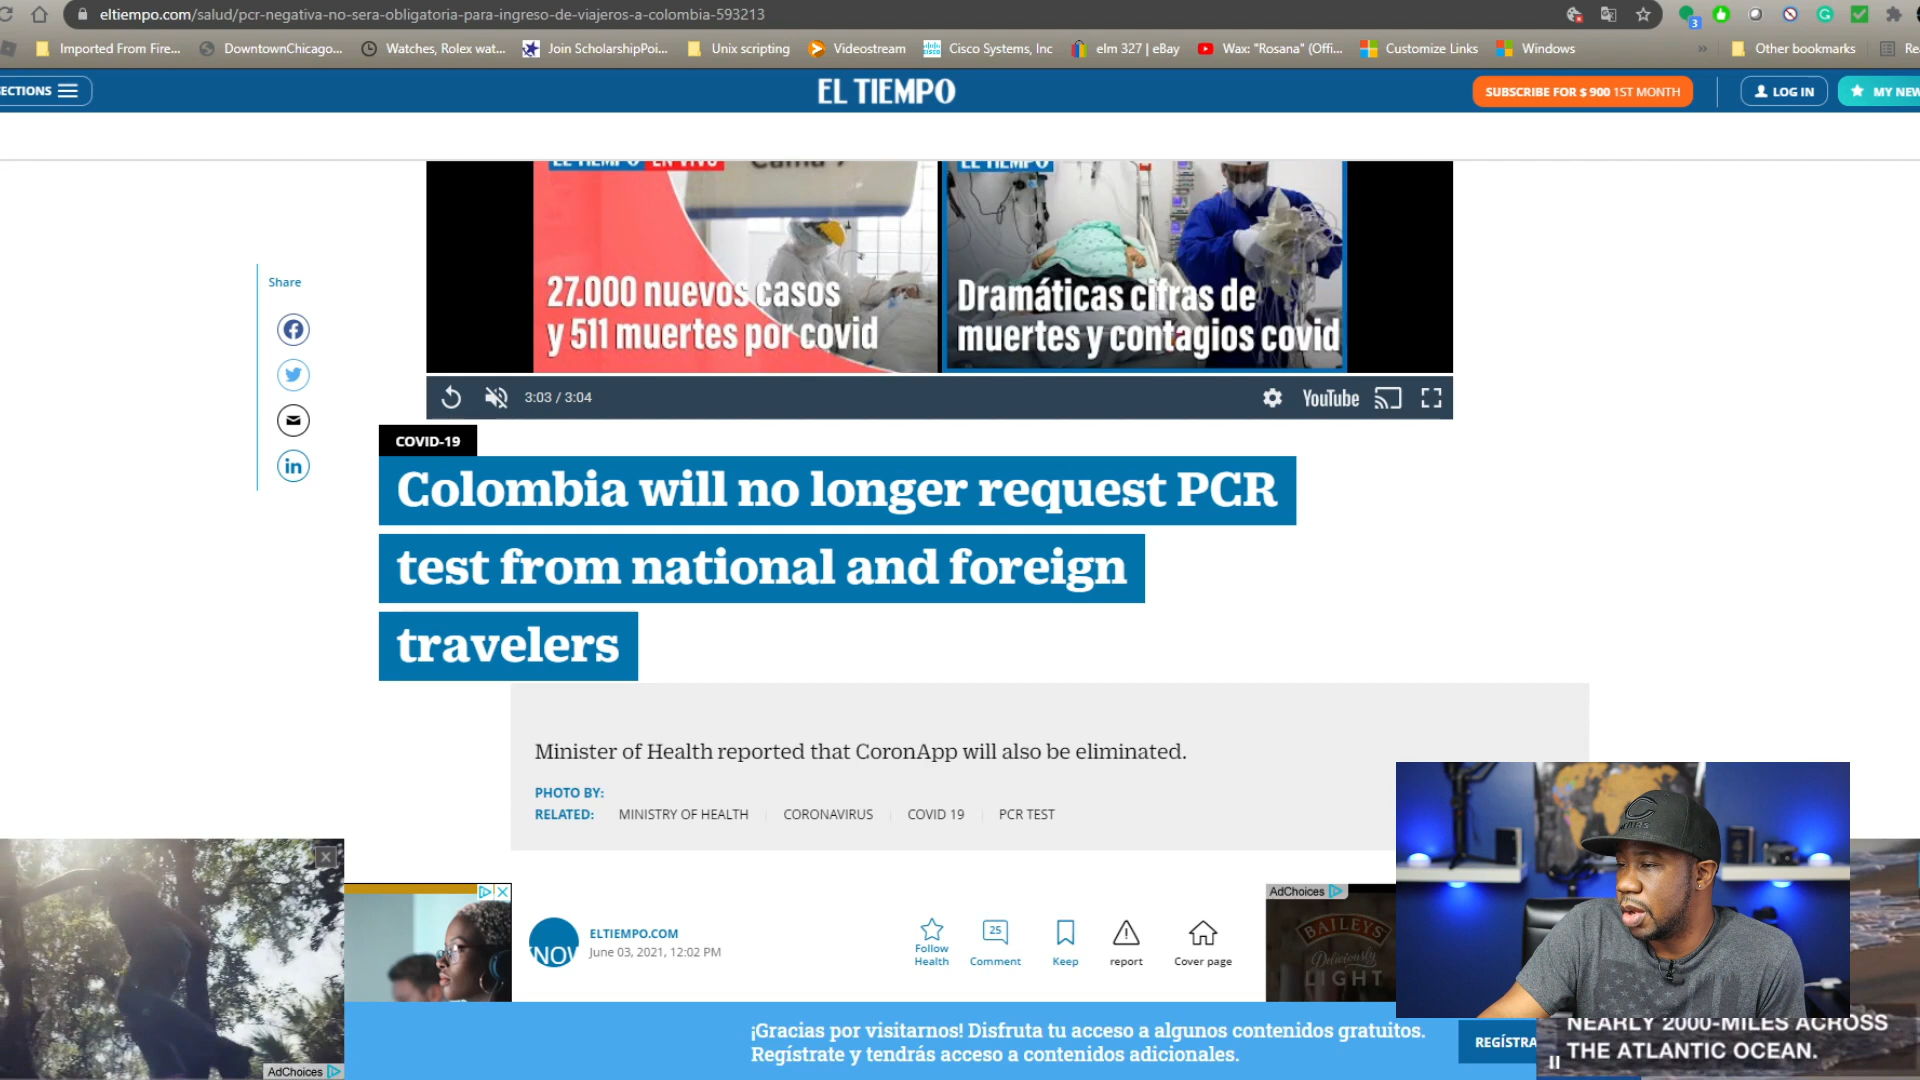 eltiempo.com/salud/pcr-negativa-no-sera-obligatoria-para-ingreso-de-viajeros-a-colombia-593213
3
Imported From Fire...
DowntownChicago...
Watches, Rolex wat...
Join ScholarshipPoi...
Unix scripting
Videostream
Cisco Systems, Inc
elm 327 | eBay
Wax: "Rosana" (Offi...
Customize Links
Windows
Other bookmarks
Re
ECTIONS
EL TIEMPO
SUBSCRIBE FOR $ 900 1ST MONTH
LOG IN
MY NEW
EL TIEMPO EN VIVO
EL TIEMPO
27.000 nuevos casos
y 511 muertes por covid
Dramáticas cifras de
muertes y contagios covid
Share
3:03 / 3:04
YouTube
COVID-19
Colombia will no longer request PCR
test from national and foreign
travelers
Minister of Health reported that CoronApp will also be eliminated.
PHOTO BY:
RELATED: MINISTRY OF HEALTH CORONAVIRUS COVID 19 PCR TEST
ELTIEMPO.COM
June 03, 2021, 12:02 PM
Follow
Health
25
Comment
Keep
report
Cover page
AdChoices
BAILEYS
Deliciously
LIGHT
¡Gracias por visitarnos! Disfruta tu acceso a algunos contenidos gratuitos.
Regístrate y tendrás acceso a contenidos adicionales.
REGÍSTRA
NEARLY 2000-MILES ACROSS
THE ATLANTIC OCEAN.
AdChoices